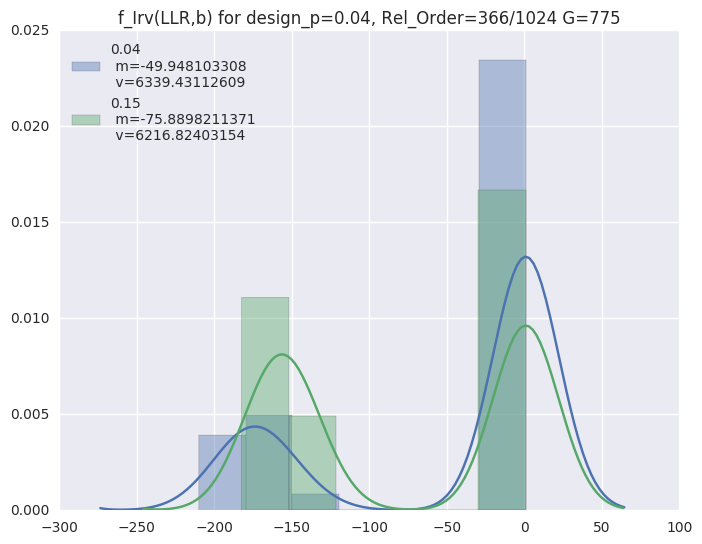 f_Irv(LLR,b) for design_p=0.04, Rel_Order=366/1024 G=775
0.025
0.04
m=-49.948103308
v=6339.43112609
0.15
m=-75.8898211371
v=6216.82403154
0.020
0.015
0.010
0.005
0.000
−300 −250 −200 −150 −100 −50 0 50 100